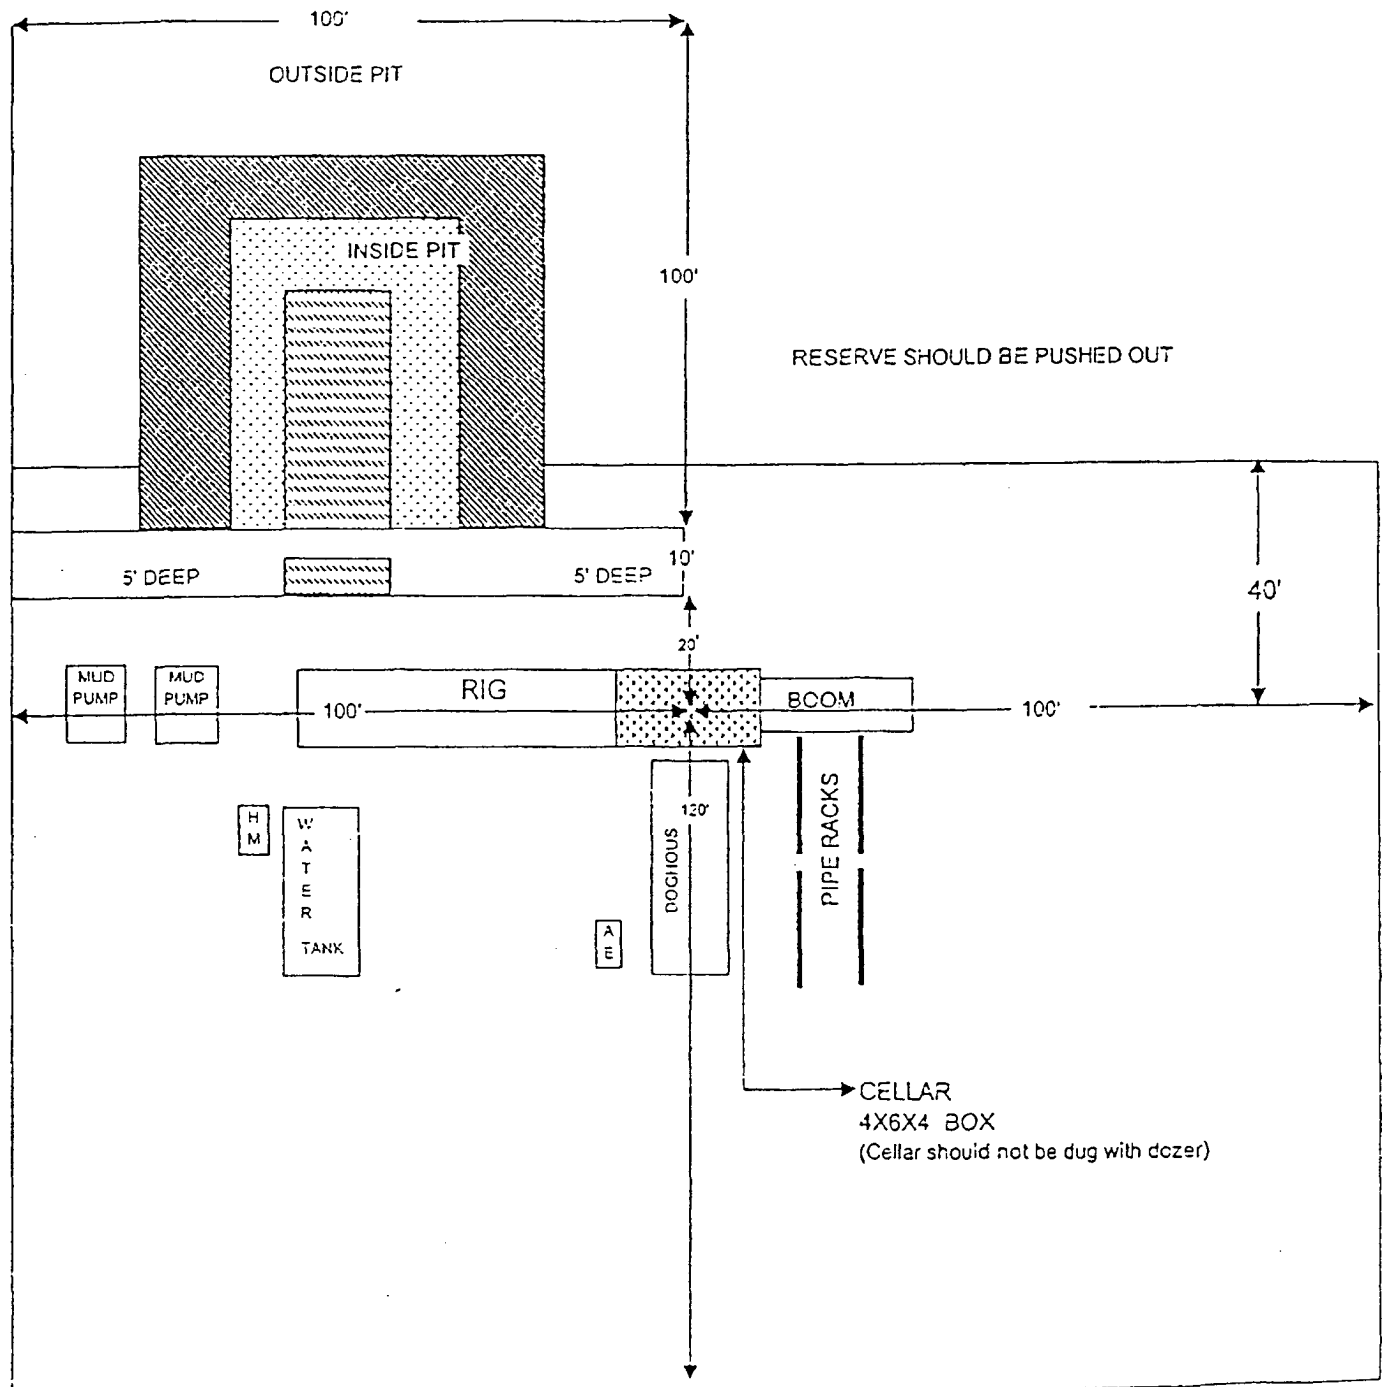 100'
OUTSIDE PIT
INSIDE PIT
100'
RESERVE SHOULD BE PUSHED OUT
10'
5' DEEP
5' DEEP
40'
20'
MUD
PUMP
MUD
PUMP
RIG
BOOM
100'
100'
H
M
W
A
T
E
R
TANK
120'
DOGHOUS
A
E
PIPE RACKS
CELLAR
4X6X4 BOX
(Cellar should not be dug with dozer)